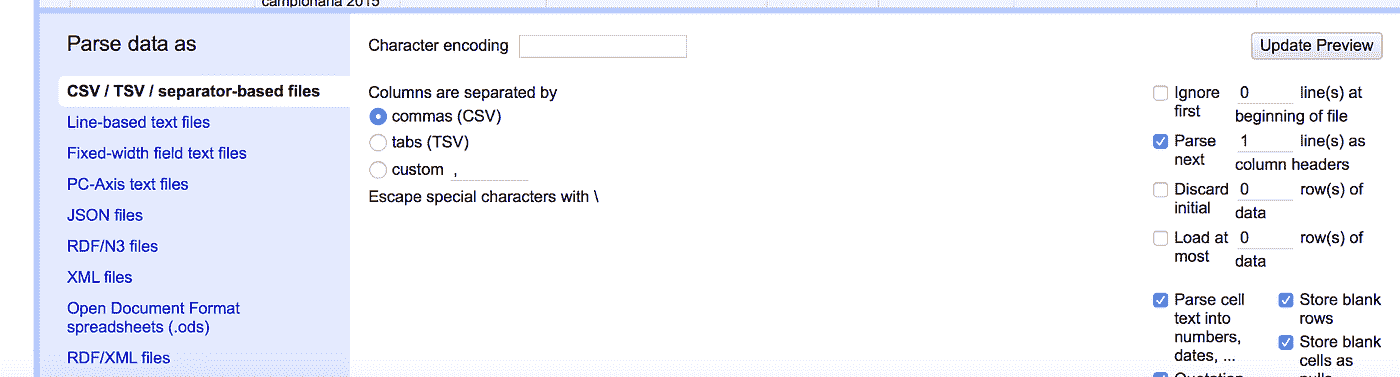 campionaria 2015
Parse data as
CSV / TSV / separator-based files
Line-based text files
Fixed-width field text files
PC-Axis text files
JSON files
RDF/N3 files
XML files
Open Document Format
spreadsheets (.ods)
RDF/XML files
Character encoding
Columns are separated by
commas (CSV)
tabs (TSV)
custom ,
Escape special characters with \
Update Preview
Ignore first 0 line(s) at beginning of file
Parse next 1 line(s) as column headers
Discard initial 0 row(s) of data
Load at most 0 row(s) of data
Parse cell
text into
numbers,
dates, ...
Quotation
Store blank
rows
Store blank
cells as
nulls